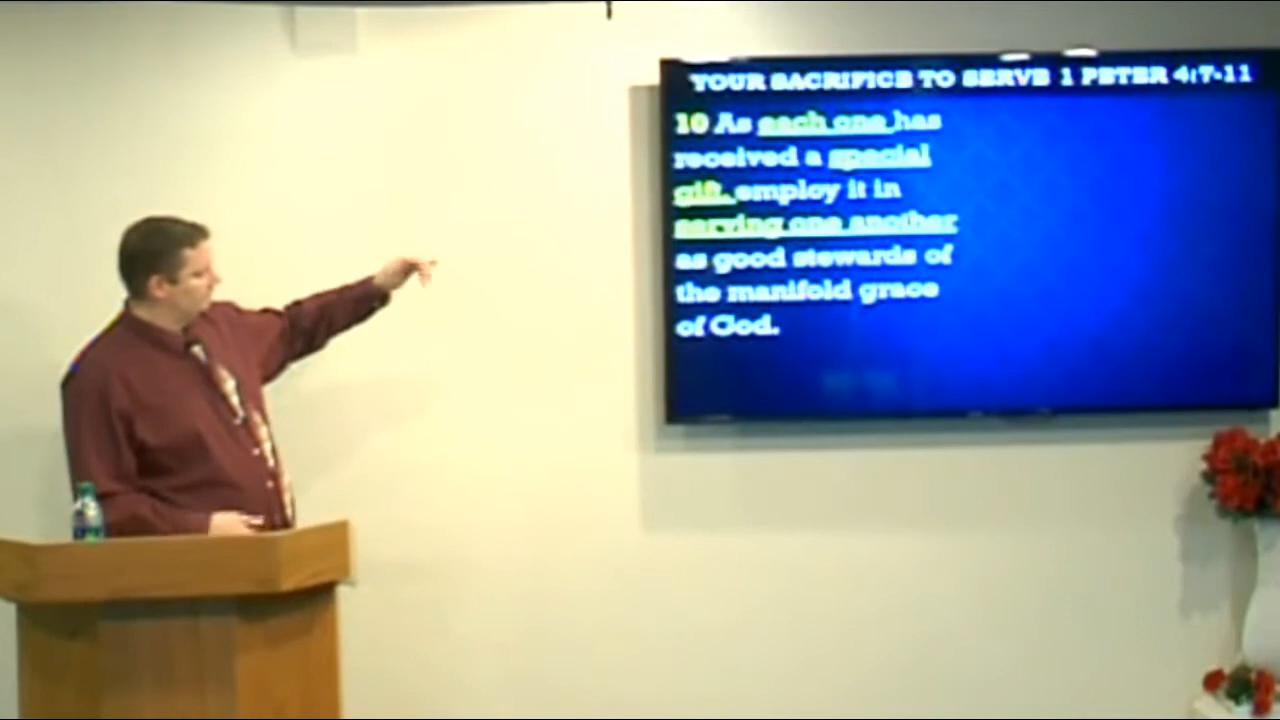 YOUR SACRIFICE TO SERVE 1 PETER 4:7-11
10 As each one has
received a special
gift, employ it in
serving one another
as good stewards of
the manifold grace
of God.